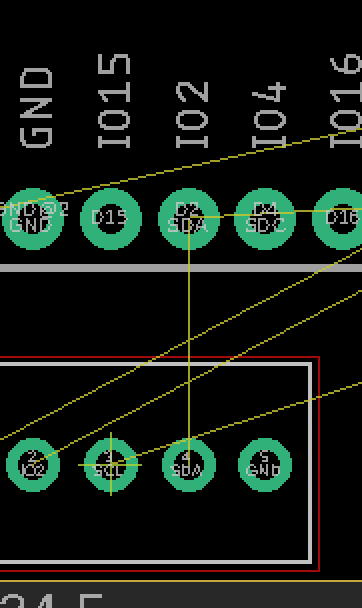 GND IO15 IO2 IO4 IO16
GND@2 D15 D2 D4 D16
GND SDA SDC
2 3 4 5
IO2 SCL SDA GND